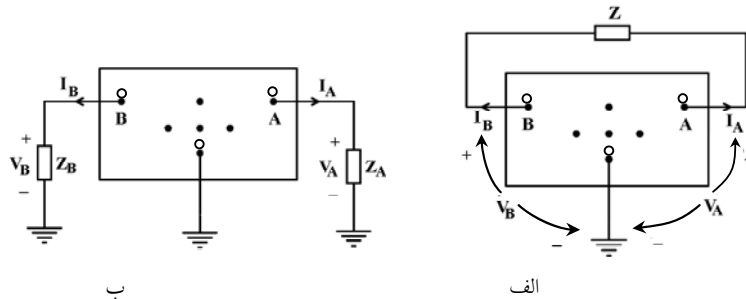 Z
I_B
B
A
I_A
+
V_B
Z_B
−
+
V_A
Z_A
−
ب
I_B
B
A
I_A
+
V_B
−
−
V_A
الف